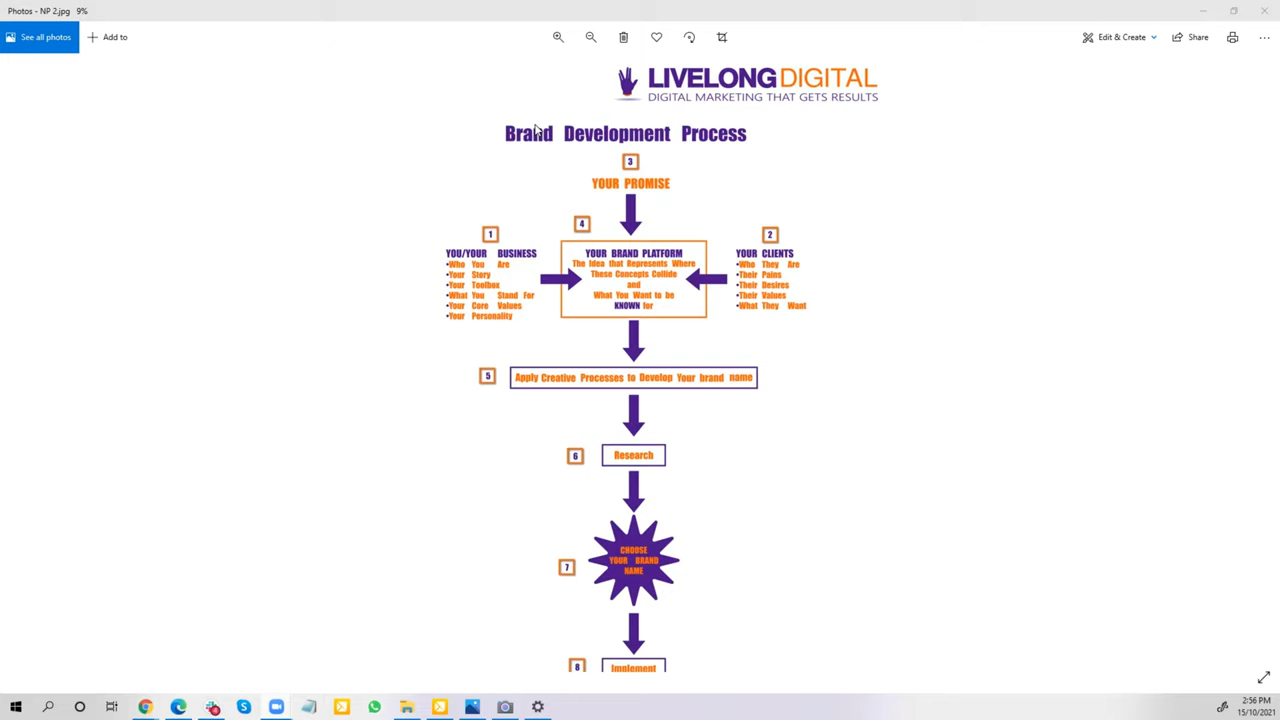 Photos - NP 2.jpg 9%
See all photos
Add to
Edit & Create
Share
LIVELONGDIGITAL
DIGITAL MARKETING THAT GETS RESULTS
Brand Development Process
3
YOUR PROMISE
4
1
YOU/YOUR BUSINESS
•Who You Are
•Your Story
•Your Toolbox
•What You Stand For
•Your Core Values
•Your Personality
YOUR BRAND PLATFORM
The Idea that Represents Where
These Concepts Collide
and
What You Want to be
KNOWN for
2
YOUR CLIENTS
•Who They Are
•Their Pains
•Their Desires
•Their Values
•What They Want
5
Apply Creative Processes to Develop Your brand name
6
Research
7
CHOOSE
YOUR BRAND
NAME
8
Implement
2:56 PM
15/10/2021